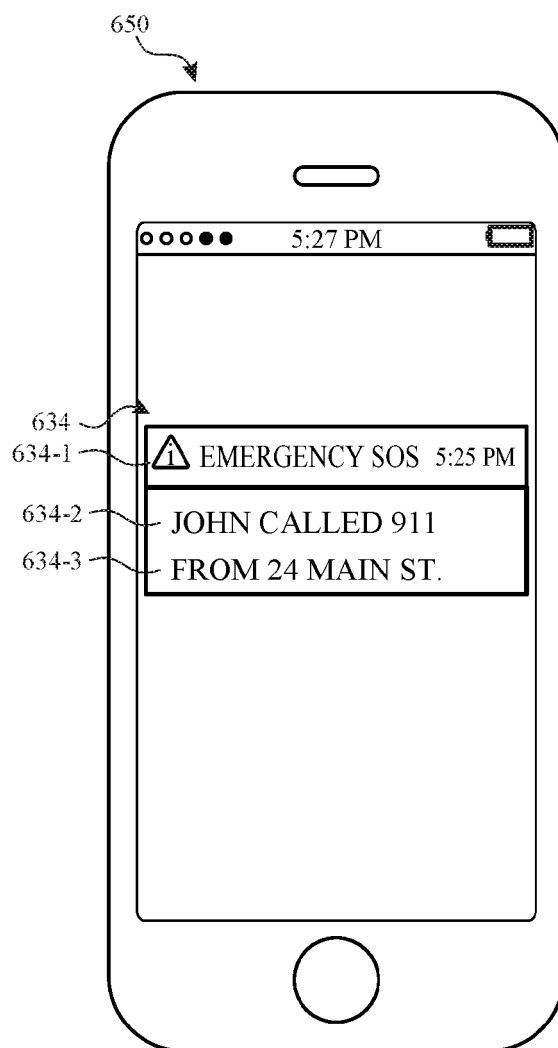 650
5:27 PM
634
634-1
i EMERGENCY SOS 5:25 PM
634-2
JOHN CALLED 911
634-3
FROM 24 MAIN ST.